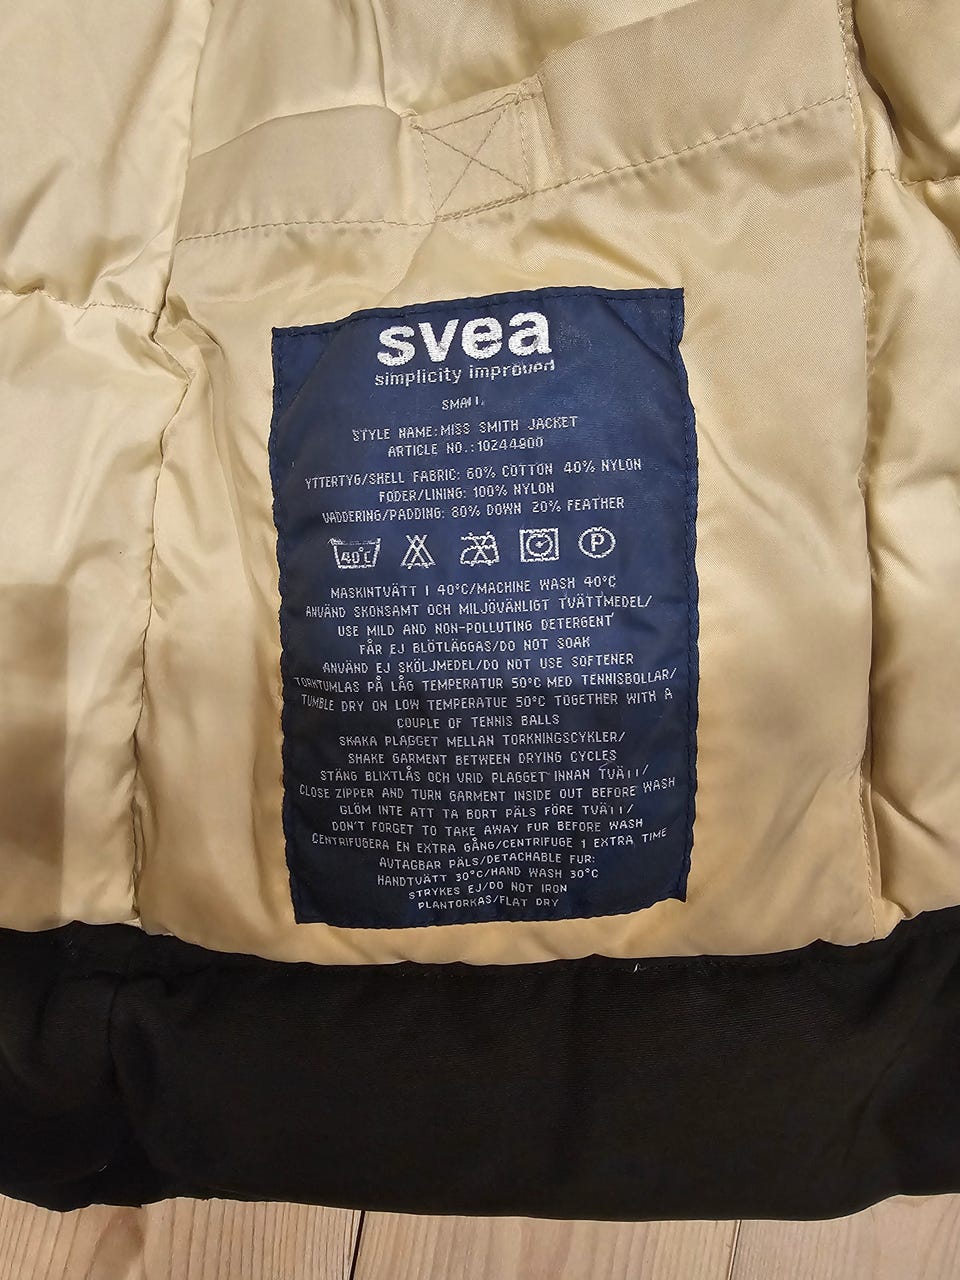 svea
simplicity improved
SMALL
STYLE NAME: MISS SMITH JACKET
ARTICLE NO.: 10244900
YTTERTYG/SHELL FABRIC: 60% COTTON 40% NYLON
FODER/LINING: 100% NYLON
VADDERING/PADDING: 80% DOWN 20% FEATHER
40°C P
MASKINTVÄTT I 40°C/MACHINE WASH 40°C
ANVÄND SKONSAMT OCH MILJÖVÄNLIGT TVÄTTMEDEL/
USE MILD AND NON-POLLUTING DETERGENT
FÅR EJ BLÖTLÄGGAS/DO NOT SOAK
ANVÄND EJ SKÖLJMEDEL/DO NOT USE SOFTENER
TORKTUMLAS PÅ LÅG TEMPERATUR 50°C MED TENNISBOLLAR/
TUMBLE DRY ON LOW TEMPERATUE 50°C TOGETHER WITH A
COUPLE OF TENNIS BALLS
SKAKA PLAGGET MELLAN TORKNINGSCYKLER/
SHAKE GARMENT BETWEEN DRYING CYCLES
STÄNG BLIXTLÅS OCH VRID PLAGGET INNAN TVÄTT/
CLOSE ZIPPER AND TURN GARMENT INSIDE OUT BEFORE WASH
GLÖM INTE ATT TA BORT PÄLS FÖRE TVÄTT/
DON'T FORGET TO TAKE AWAY FUR BEFORE WASH
CENTRIFUGERA EN EXTRA GÅNG/CENTRIFUGE 1 EXTRA TIME
AVTAGBAR PÄLS/DETACHABLE FUR:
HANDTVÄTT 30°C/HAND WASH 30°C
STRYKES EJ/DO NOT IRON
PLANTORKAS/FLAT DRY